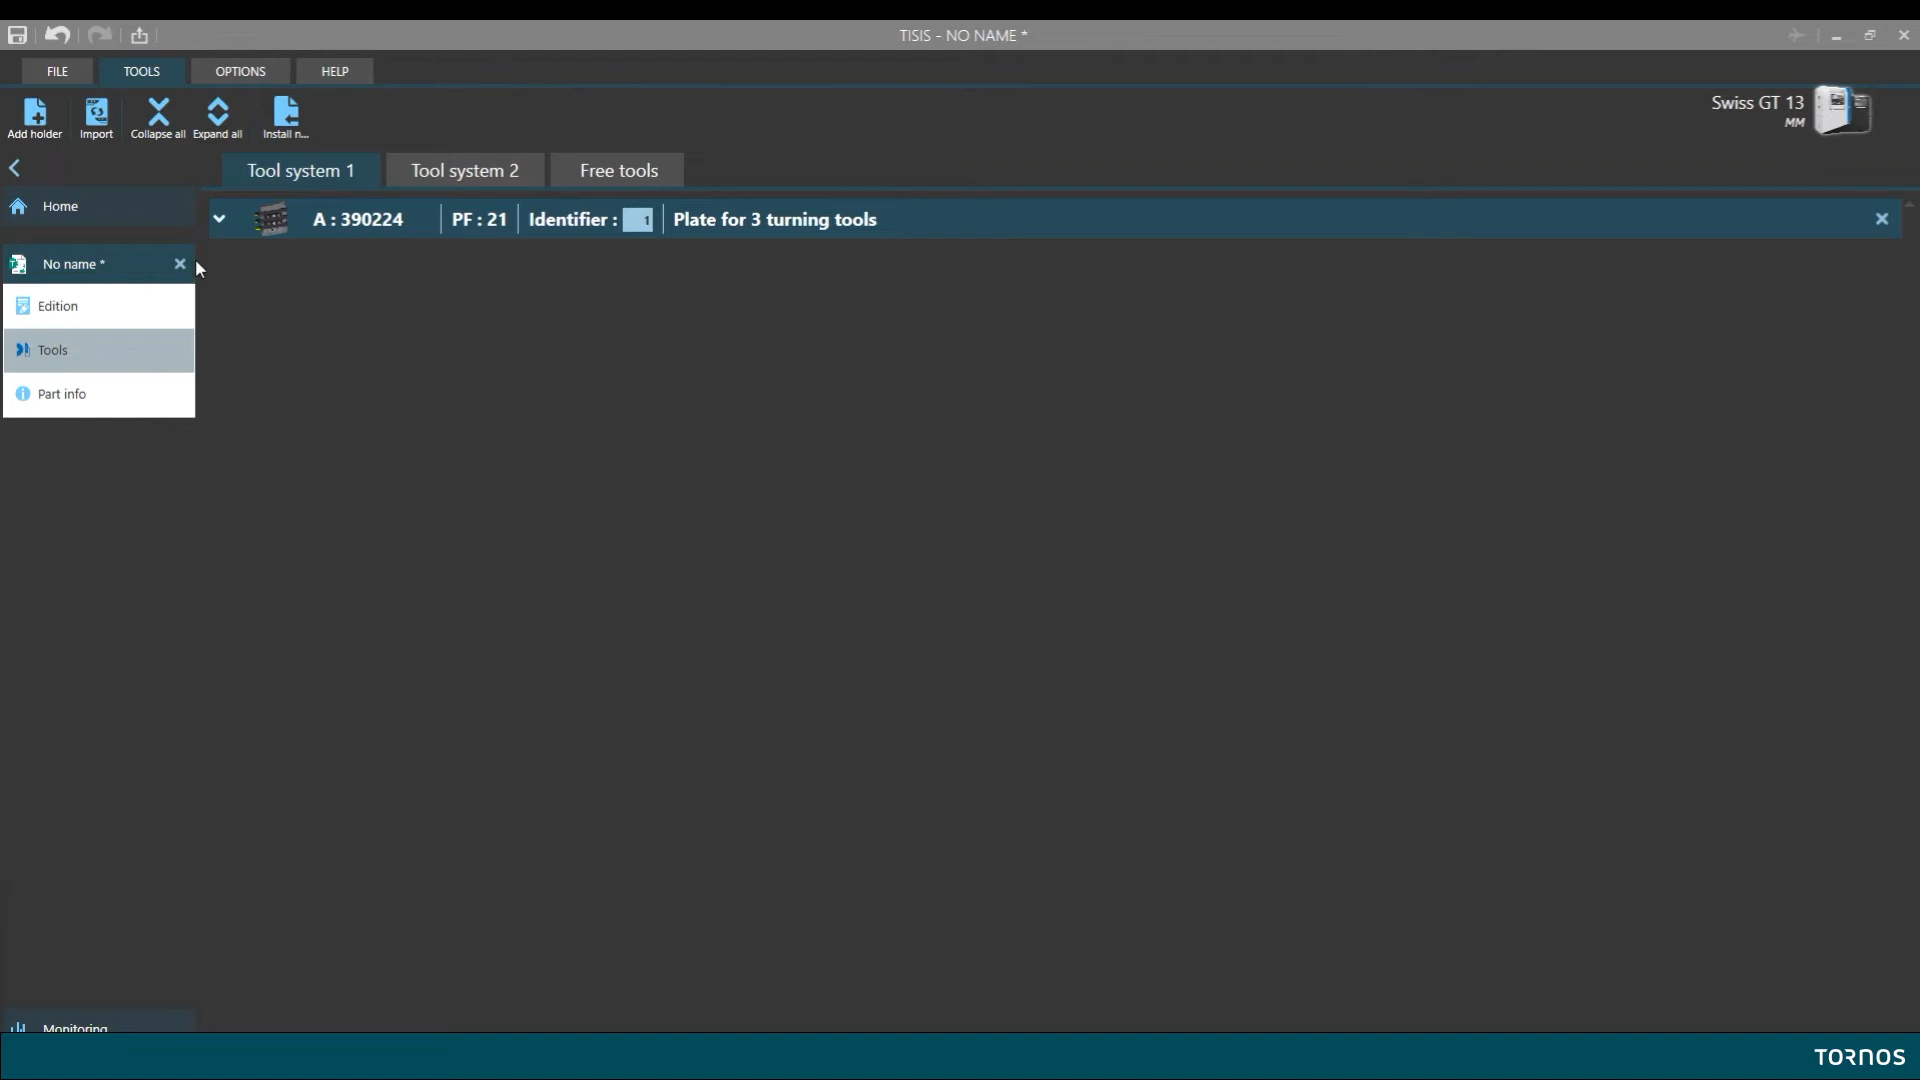 TISIS - NO NAME *
FILE TOOLS OPTIONS HELP
Add holder Import Collapse all Expand all Install n...
Swiss GT 13
MM
Tool system 1 Tool system 2 Free tools
Home
A : 390224 PF : 21 Identifier : 1 Plate for 3 turning tools
No name *
Edition
Tools
Part info
Monitoring
TORNOS